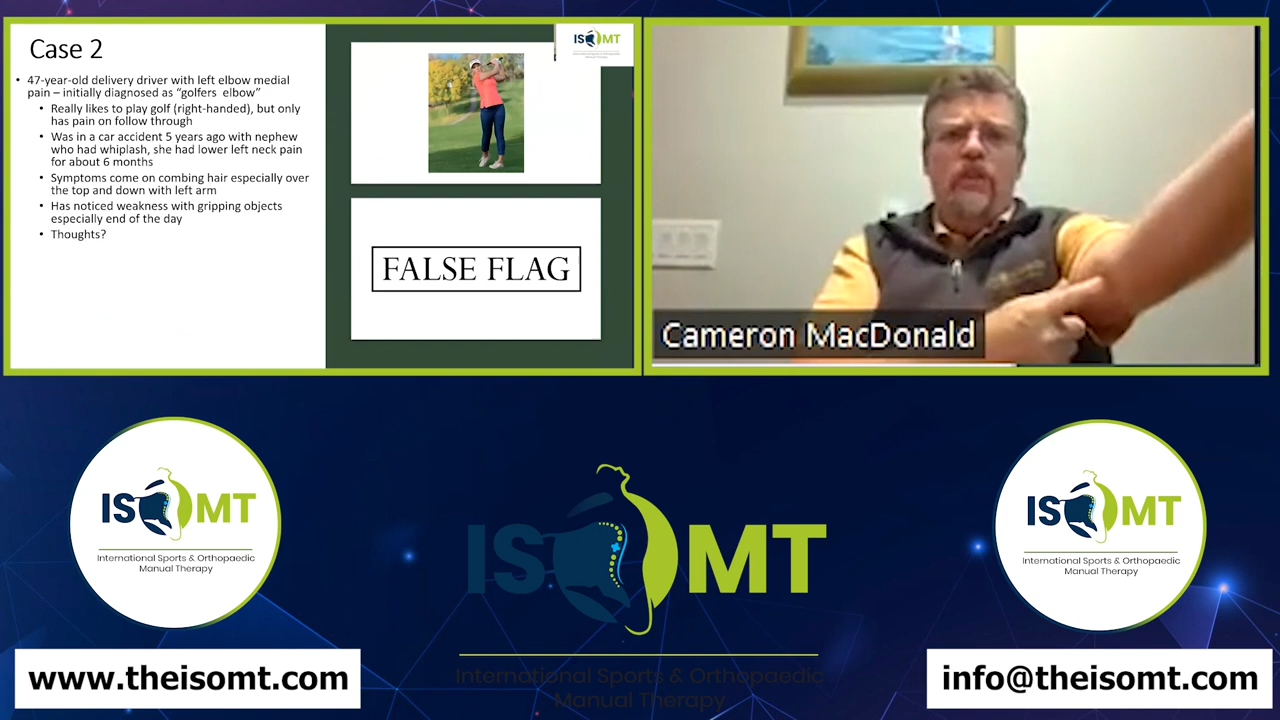 Case 2
• 47-year-old delivery driver with left elbow medial
pain – initially diagnosed as “golfers elbow”
• Really likes to play golf (right-handed), but only
has pain on follow through
• Was in a car accident 5 years ago with nephew
who had whiplash, she had lower left neck pain
for about 6 months
• Symptoms come on combing hair especially over
the top and down with left arm
• Has noticed weakness with gripping objects
especially end of the day
• Thoughts?
ISOMT
FALSE FLAG
Cameron MacDonald
ISOMT
International Sports & Orthopaedic
Manual Therapy
ISOMT
International Sports & Orthopaedic
Manual Therapy
ISOMT
International Sports & Orthopaedic
Manual Therapy
www.theisomt.com
info@theisomt.com